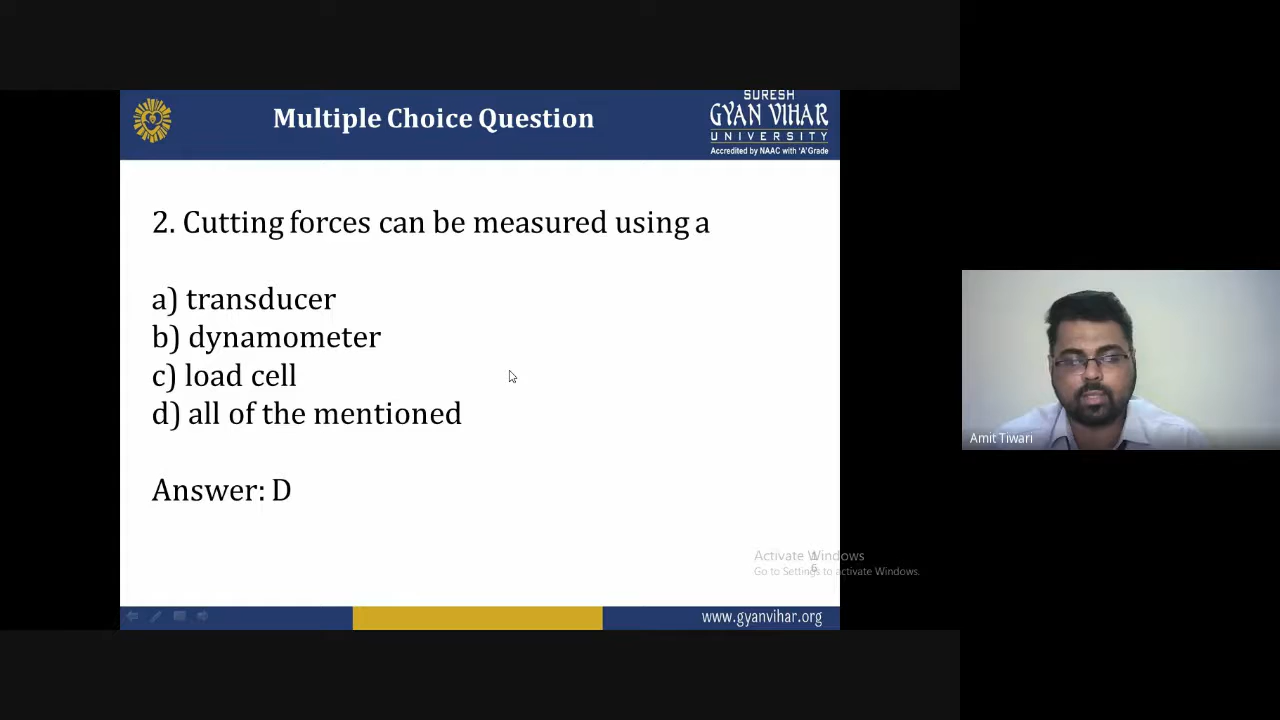 Multiple Choice Question
SURESH
GYAN VIHAR
UNIVERSITY
Accredited by NAAC with 'A' Grade
2. Cutting forces can be measured using a
a) transducer
b) dynamometer
c) load cell
d) all of the mentioned
Answer: D
Amit Tiwari
Activate Windows
Go to Settings to activate Windows.
www.gyanvihar.org